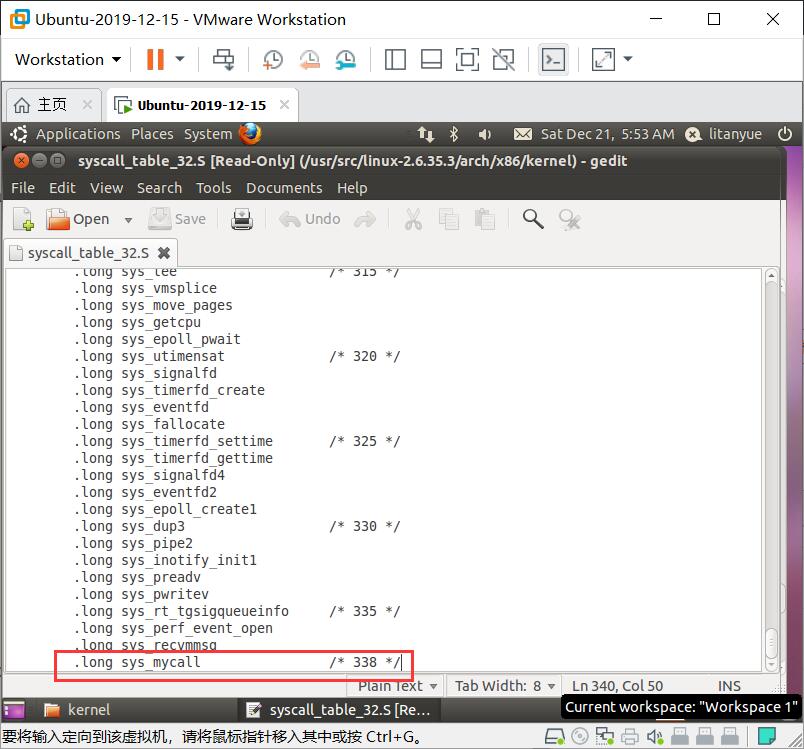 Ubuntu-2019-12-15 - VMware Workstation
Workstation
主页
Ubuntu-2019-12-15
Applications Places System Sat Dec 21, 5:53 AM litanyue
syscall_table_32.S [Read-Only] (/usr/src/linux-2.6.35.3/arch/x86/kernel) - gedit
File Edit View Search Tools Documents Help
Open Save Undo
syscall_table_32.S
.long sys_tee /* 315 */
.long sys_vmsplice
.long sys_move_pages
.long sys_getcpu
.long sys_epoll_pwait
.long sys_utimensat /* 320 */
.long sys_signalfd
.long sys_timerfd_create
.long sys_eventfd
.long sys_fallocate
.long sys_timerfd_settime /* 325 */
.long sys_timerfd_gettime
.long sys_signalfd4
.long sys_eventfd2
.long sys_epoll_create1
.long sys_dup3 /* 330 */
.long sys_pipe2
.long sys_inotify_init1
.long sys_preadv
.long sys_pwritev
.long sys_rt_tgsigqueueinfo /* 335 */
.long sys_perf_event_open
.long sys_recvmmsg
.long sys_mycall /* 338 */
Plain Text Tab Width: 8 Ln 340, Col 50 INS
kernel syscall_table_32.S [Re... Current workspace: "Workspace 1"
要将输入定向到该虚拟机，请将鼠标指针移入其中或按 Ctrl+G。